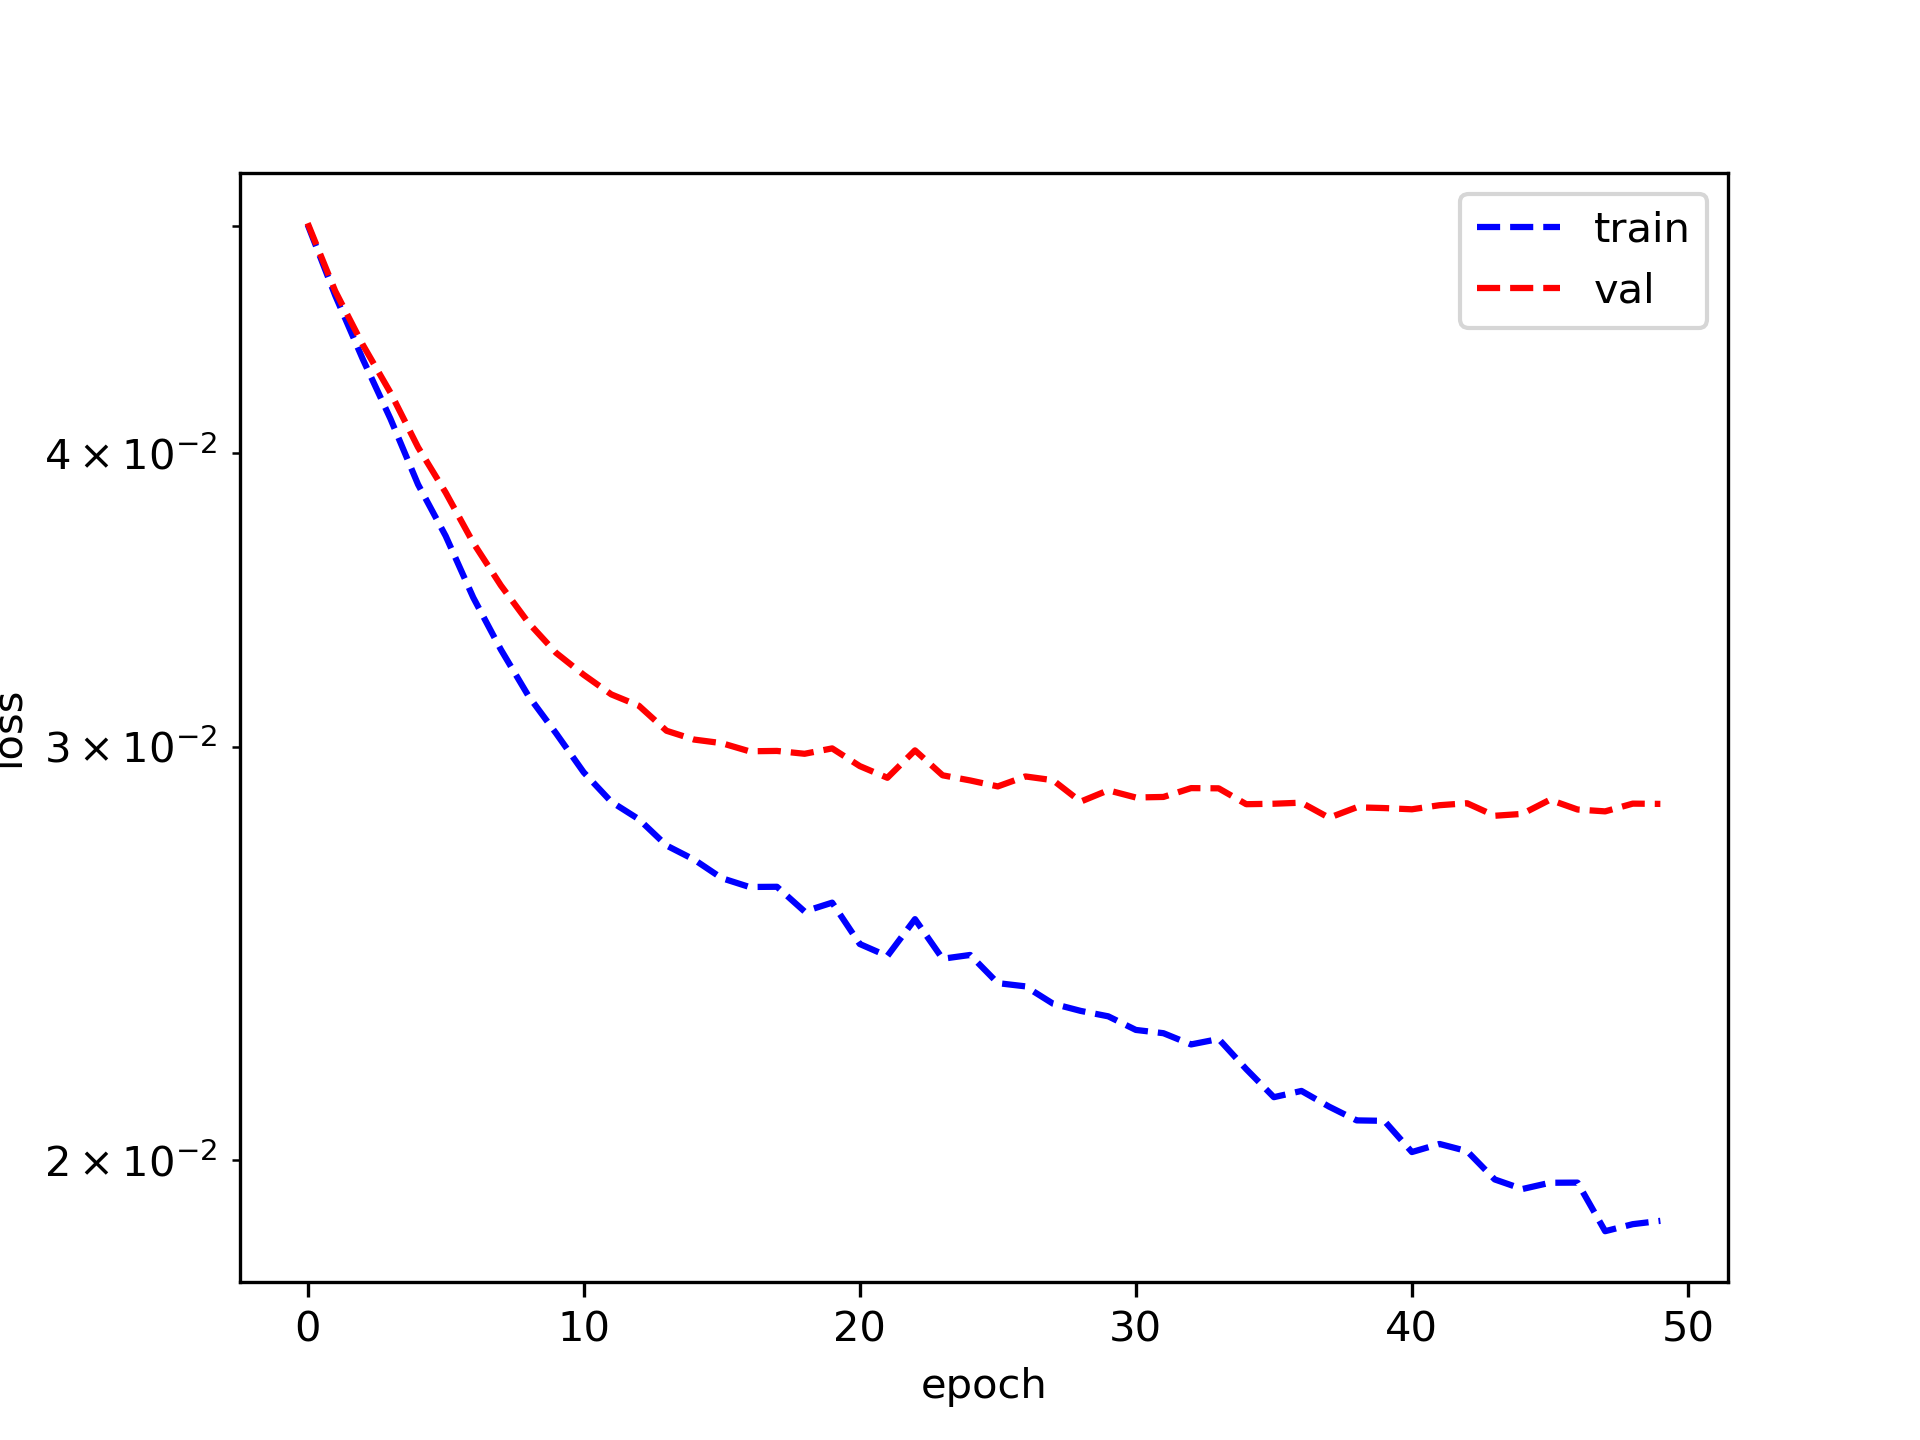 train
val
4 × 10⁻²
3 × 10⁻²
2 × 10⁻²
loss
0 10 20 30 40 50
epoch